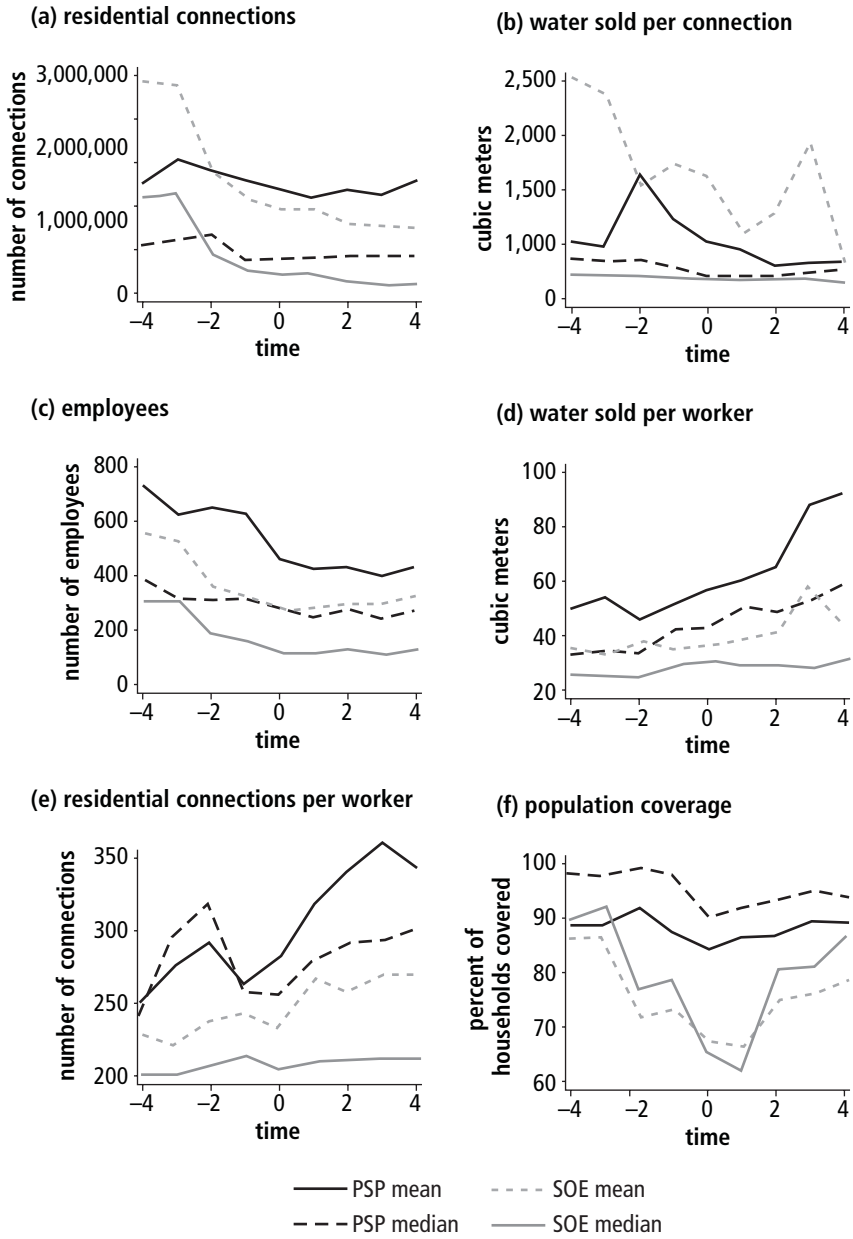 (a) residential connections
number of connections
3,000,000
2,000,000
1,000,000
0
–4 –2 0 2 4
time
(b) water sold per connection
cubic meters
2,500
2,000
1,500
1,000
0
–4 –2 0 2 4
time
(c) employees
number of employees
800
600
400
200
0
–4 –2 0 2 4
time
(d) water sold per worker
cubic meters
100
80
60
40
20
–4 –2 0 2 4
time
(e) residential connections per worker
number of connections
350
300
250
200
–4 –2 0 2 4
time
(f) population coverage
percent of
households covered
100
90
80
70
60
–4 –2 0 2 4
time
PSP mean SOE mean
PSP median SOE median